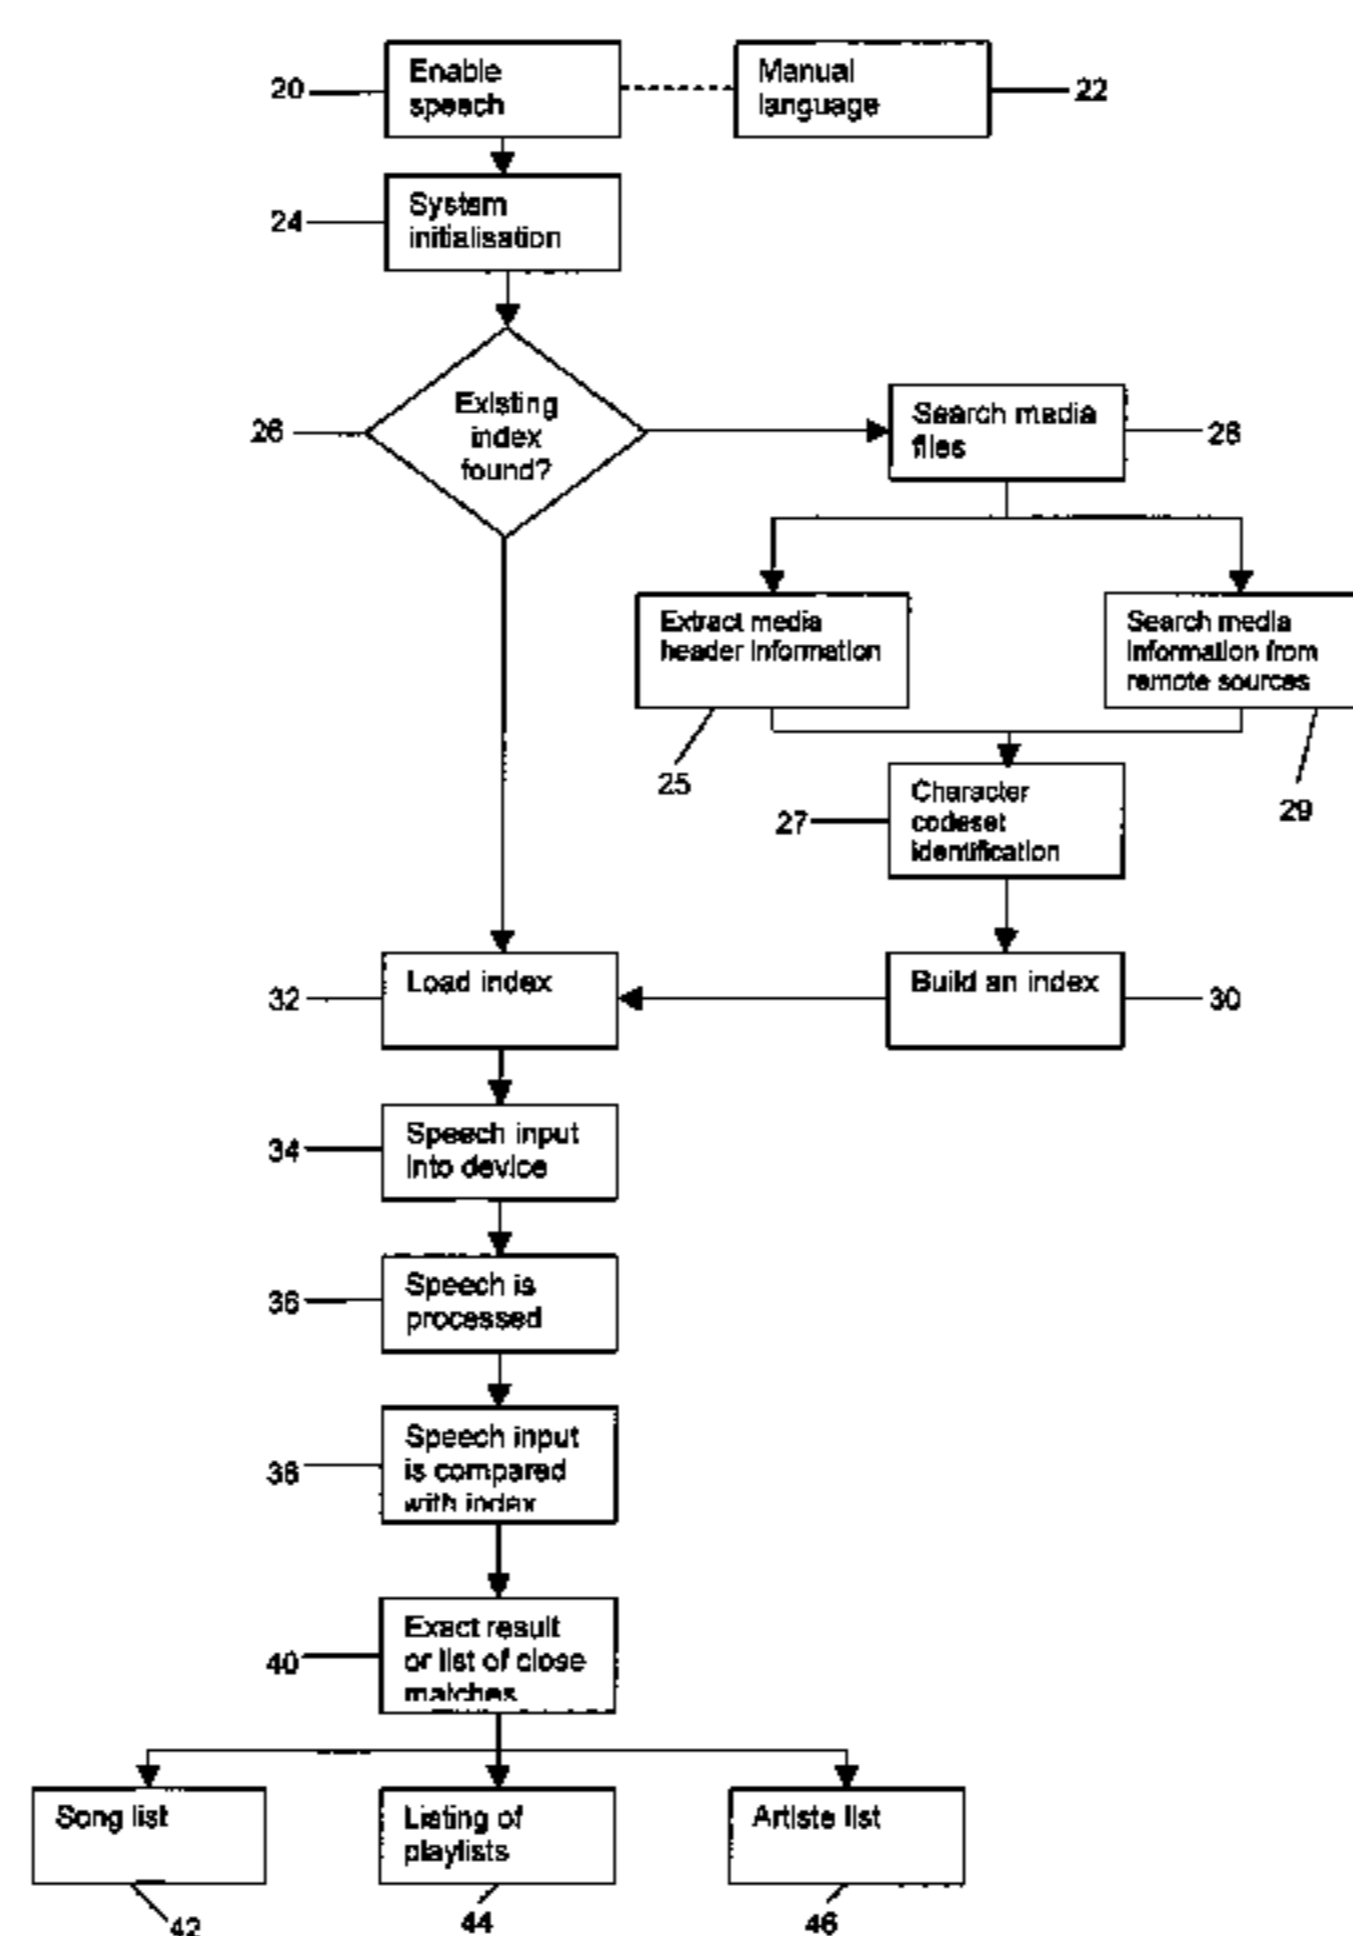 Enable
speech
Manual
language
20
22
System
initialisation
24
Existing
index
found?
26
Search media
files
28
Extract media
header information
Search media
information from
remote sources
25
29
Character
codeset
identification
27
Load index
Build an index
32
30
Speech input
into device
34
Speech is
processed
36
Speech input
is compared
with index
38
Exact result
or list of close
matches
40
Song list
Listing of
playlists
Artiste list
42
44
46